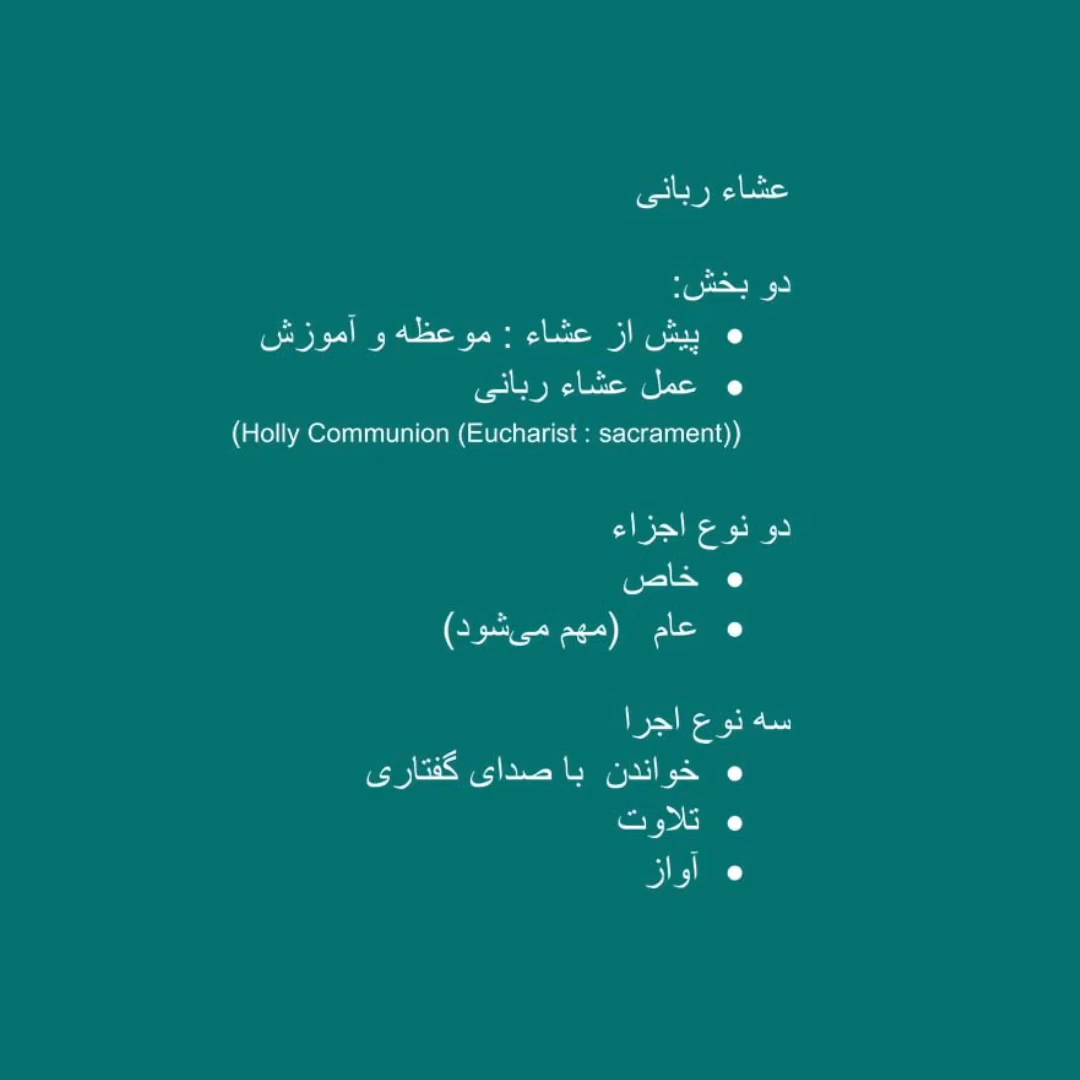 عشاء ربانی
دو بخش:
● پیش از عشاء : موعظه و آموزش
● عمل عشاء ربانی
(Holly Communion (Eucharist : sacrament))
دو نوع اجزاء
● خاص
● عام (مهم می‌شود)
سه نوع اجرا
● خواندن با صدای گفتاری
● تلاوت
● آواز